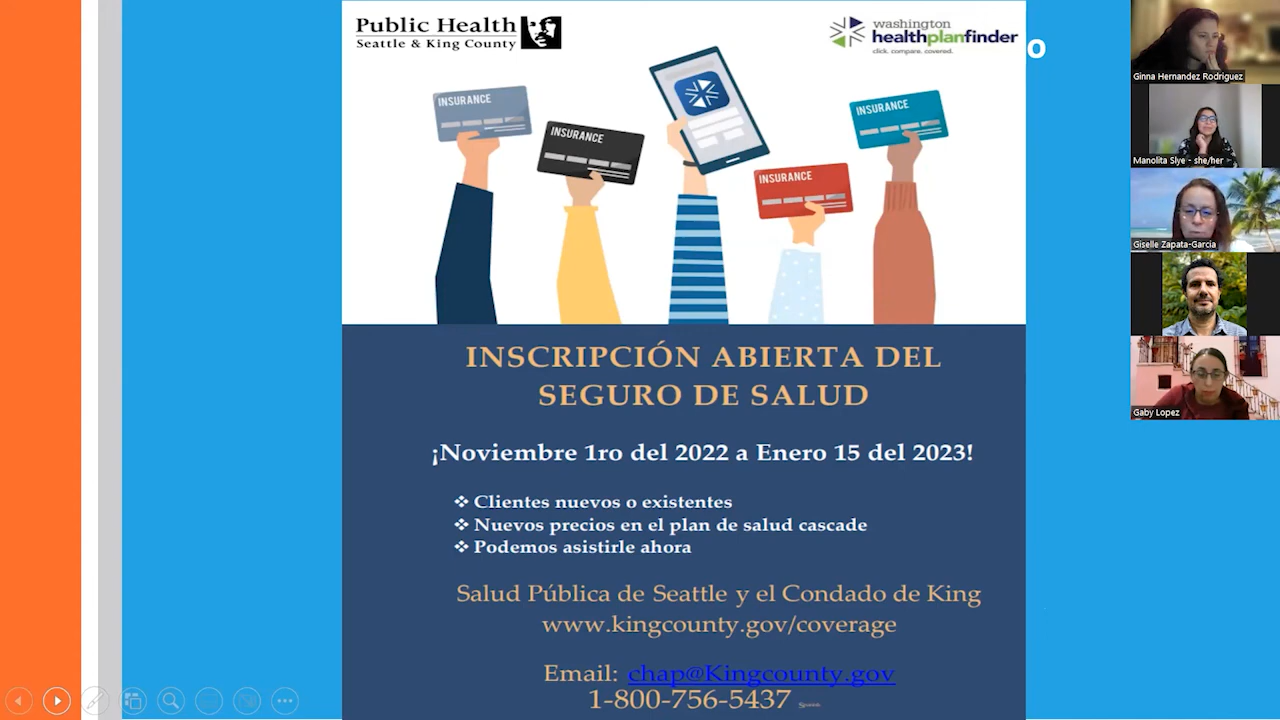 Public Health
Seattle & King County
washington
healthplanfinder
click. compare. covered.
o
INSURANCE
INSURANCE
INSURANCE
INSURANCE
INSCRIPCIÓN ABIERTA DEL
SEGURO DE SALUD
¡Noviembre 1ro del 2022 a Enero 15 del 2023!
❖ Clientes nuevos o existentes
❖ Nuevos precios en el plan de salud cascade
❖ Podemos asistirle ahora
Salud Pública de Seattle y el Condado de King
www.kingcounty.gov/coverage
Email: chap@Kingcounty.gov
1-800-756-5437 Spanish
Ginna Hernandez Rodriguez
Manolita Slye - she/her
Giselle Zapata-Garcia
Gaby Lopez